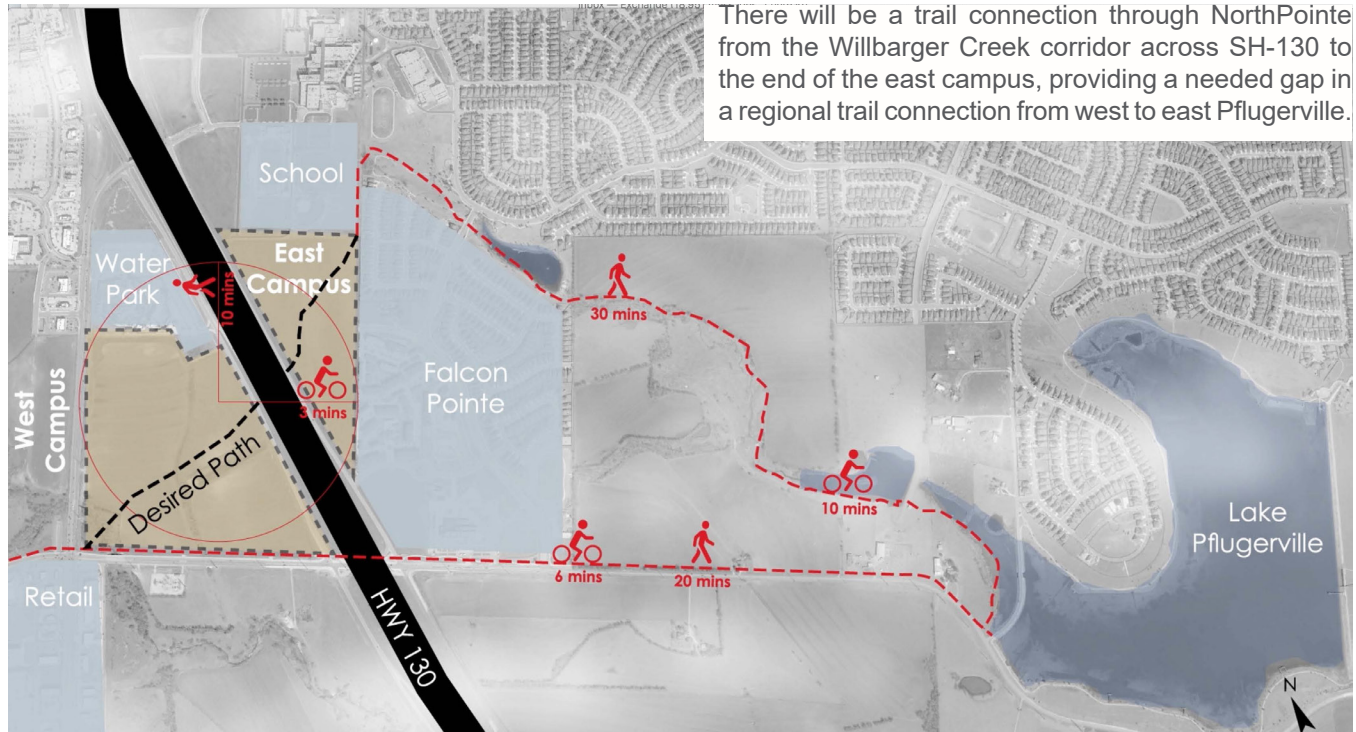 There will be a trail connection through NorthPointe
from the Willbarger Creek corridor across SH-130 to
the end of the east campus, providing a needed gap in
a regional trail connection from west to east Pflugerville.
School
East
Campus
Water
Park
10 mins
30 mins
3 mins
West
Campus
Falcon
Pointe
Desired Path
10 mins
Lake
Pflugerville
6 mins
20 mins
Retail
HWY 130
N